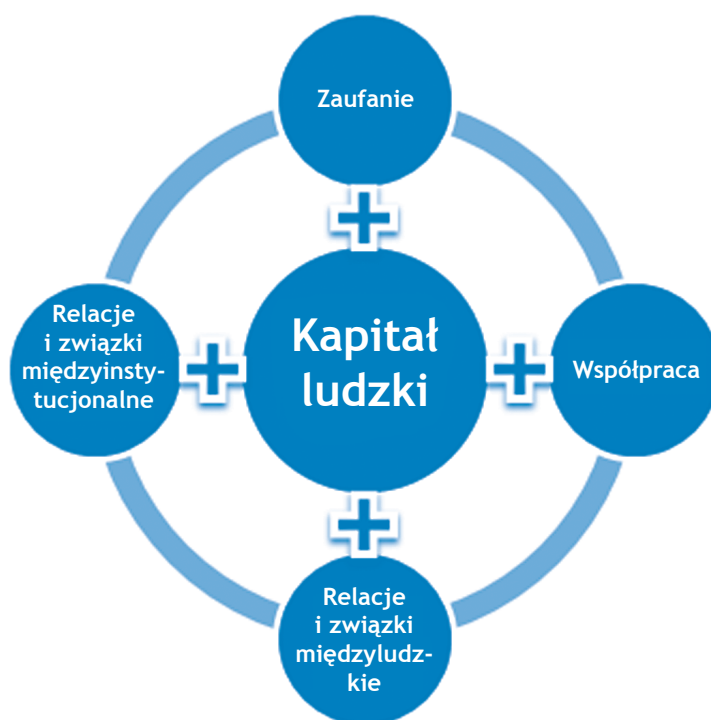 Zaufanie
Relacje
i związki
międzyinsty-
tucjonalne
Kapitał
ludzki
Współpraca
Relacje
i związki
międzyludz-
kie